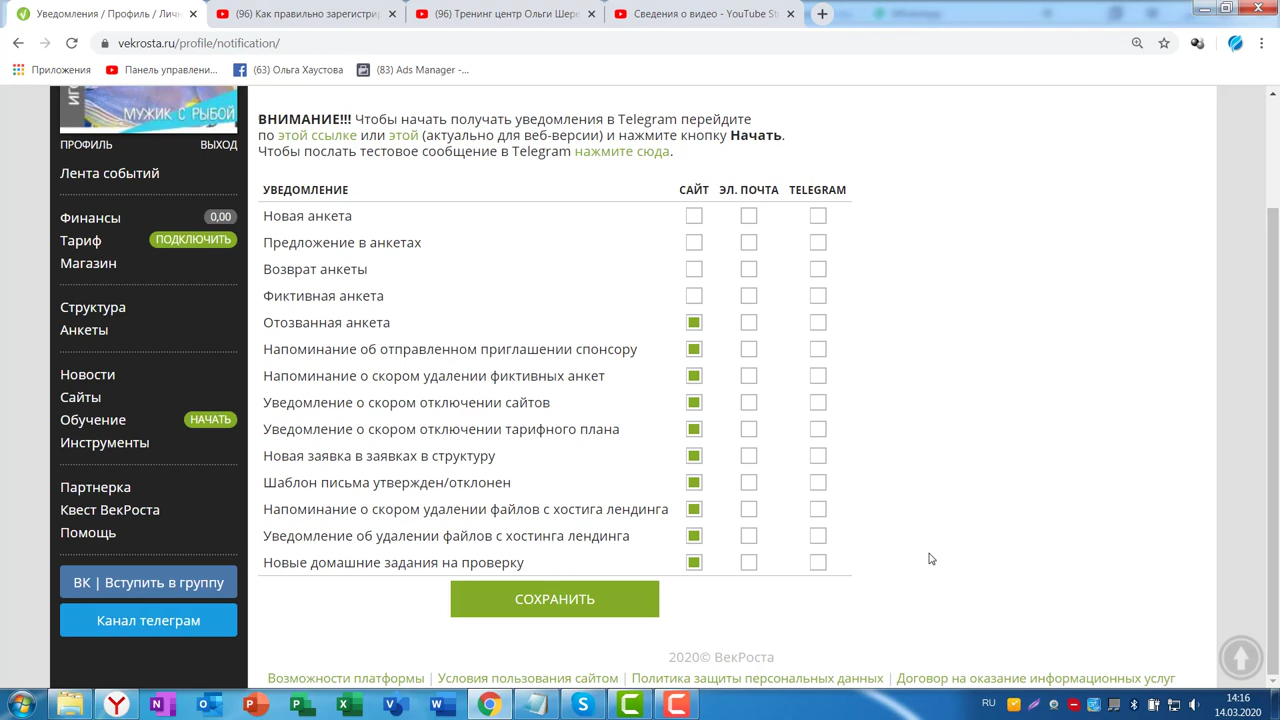 Уведомления / Профиль / Личн
(96) Как правильно зарегистри
(96) Тренинг-тур Ольга Шере
Сведения о видео - YouTube St
vekrosta.ru/profile/notification/
Приложения
Панель управлени...
(63) Ольга Хаустова
(83) Ads Manager -...
МУЖИК С РЫБОЙ
ПРОФИЛЬ ВЫХОД
Лента событий
Финансы 0,00
Тариф ПОДКЛЮЧИТЬ
Магазин
Структура
Анкеты
Новости
Сайты
Обучение НАЧАТЬ
Инструменты
Партнерка
Квест ВекРоста
Помощь
ВК | Вступить в группу
Канал телеграм
ВНИМАНИЕ!!! Чтобы начать получать уведомления в Telegram перейдите
по этой ссылке или этой (актуально для веб-версии) и нажмите кнопку Начать.
Чтобы послать тестовое сообщение в Telegram нажмите сюда.
УВЕДОМЛЕНИЕ САЙТ ЭЛ. ПОЧТА TELEGRAM
Новая анкета
Предложение в анкетах
Возврат анкеты
Фиктивная анкета
Отозванная анкета
Напоминание об отправленном приглашении спонсору
Напоминание о скором удалении фиктивных анкет
Уведомление о скором отключении сайтов
Уведомление о скором отключении тарифного плана
Новая заявка в заявках в структуру
Шаблон письма утвержден/отклонен
Напоминание о скором удалении файлов с хостига лендинга
Уведомление об удалении файлов с хостинга лендинга
Новые домашние задания на проверку
СОХРАНИТЬ
2020© ВекРоста
Возможности платформы | Условия пользования сайтом | Политика защиты персональных данных | Договор на оказание информационных услуг
RU
14:16
14.03.2020